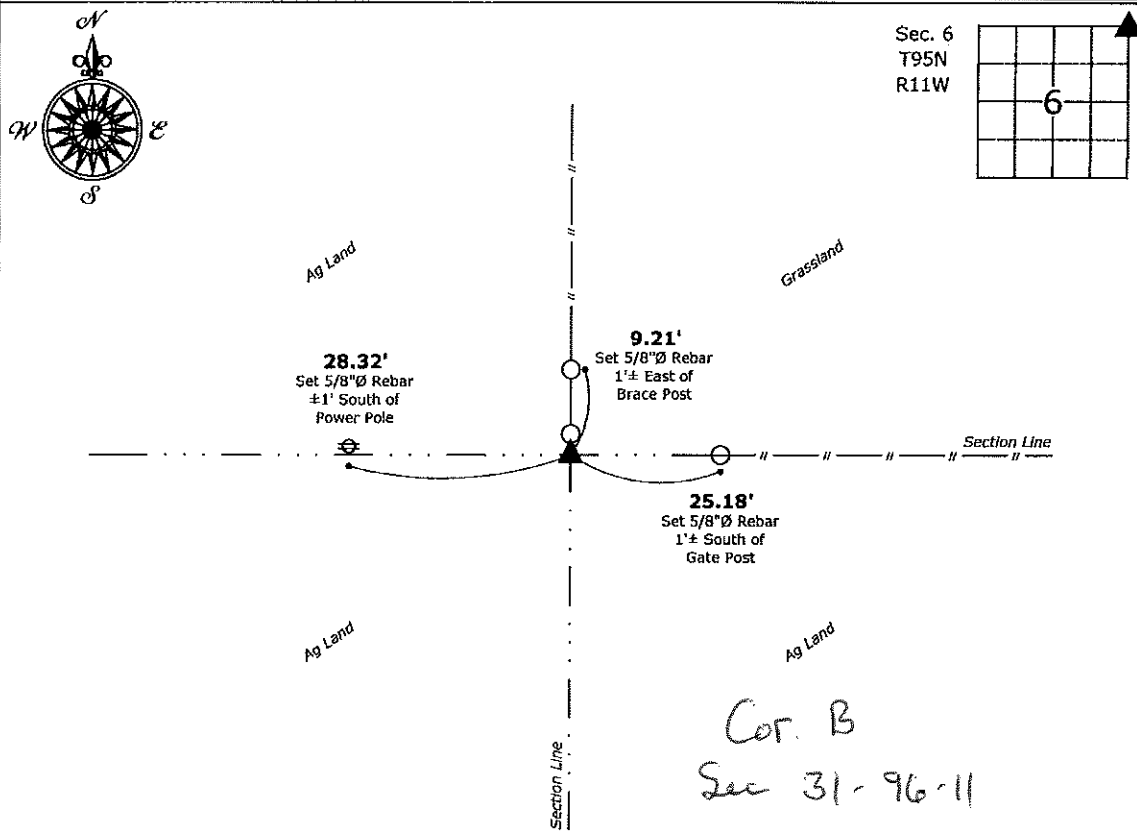 N
W E
S
Sec. 6
T95N
R11W
6
Ag Land
Grassland
28.32'
Set 5/8"Ø Rebar
±1' South of
Power Pole
9.21'
Set 5/8"Ø Rebar
1'± East of
Brace Post
Section Line
25.18'
Set 5/8"Ø Rebar
1'± South of
Gate Post
Ag Land
Ag Land
Section Line
Cor. B
Sec 31-96-11